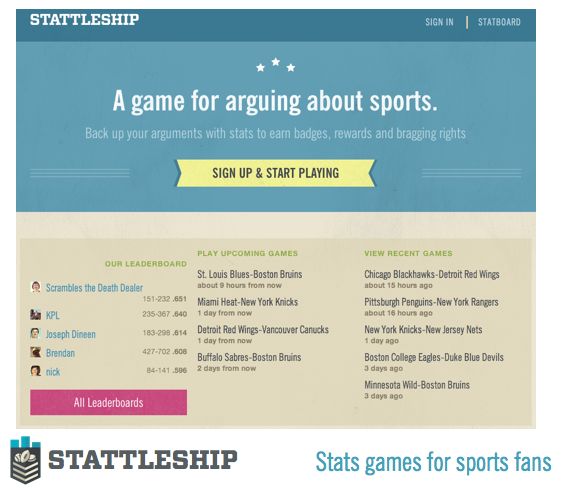 STATTLESHIP
SIGN IN
STATBOARD
A game for arguing about sports.
Back up your arguments with stats to earn badges, rewards and bragging rights
SIGN UP & START PLAYING
OUR LEADERBOARD
Scrambles the Death Dealer
151-232 .651
KPL 235-367 .640
Joseph Dineen 183-298 .614
Brendan 427-702 .608
nick 84-141 .596
All Leaderboards
PLAY UPCOMING GAMES
St. Louis Blues-Boston Bruins
about 9 hours from now
Miami Heat-New York Knicks
1 day from now
Detroit Red Wings-Vancouver Canucks
1 day from now
Buffalo Sabres-Boston Bruins
2 days from now
VIEW RECENT GAMES
Chicago Blackhawks-Detroit Red Wings
about 15 hours ago
Pittsburgh Penguins-New York Rangers
about 16 hours ago
New York Knicks-New Jersey Nets
1 day ago
Boston College Eagles-Duke Blue Devils
3 days ago
Minnesota Wild-Boston Bruins
3 days ago
STATTLESHIP
Stats games for sports fans